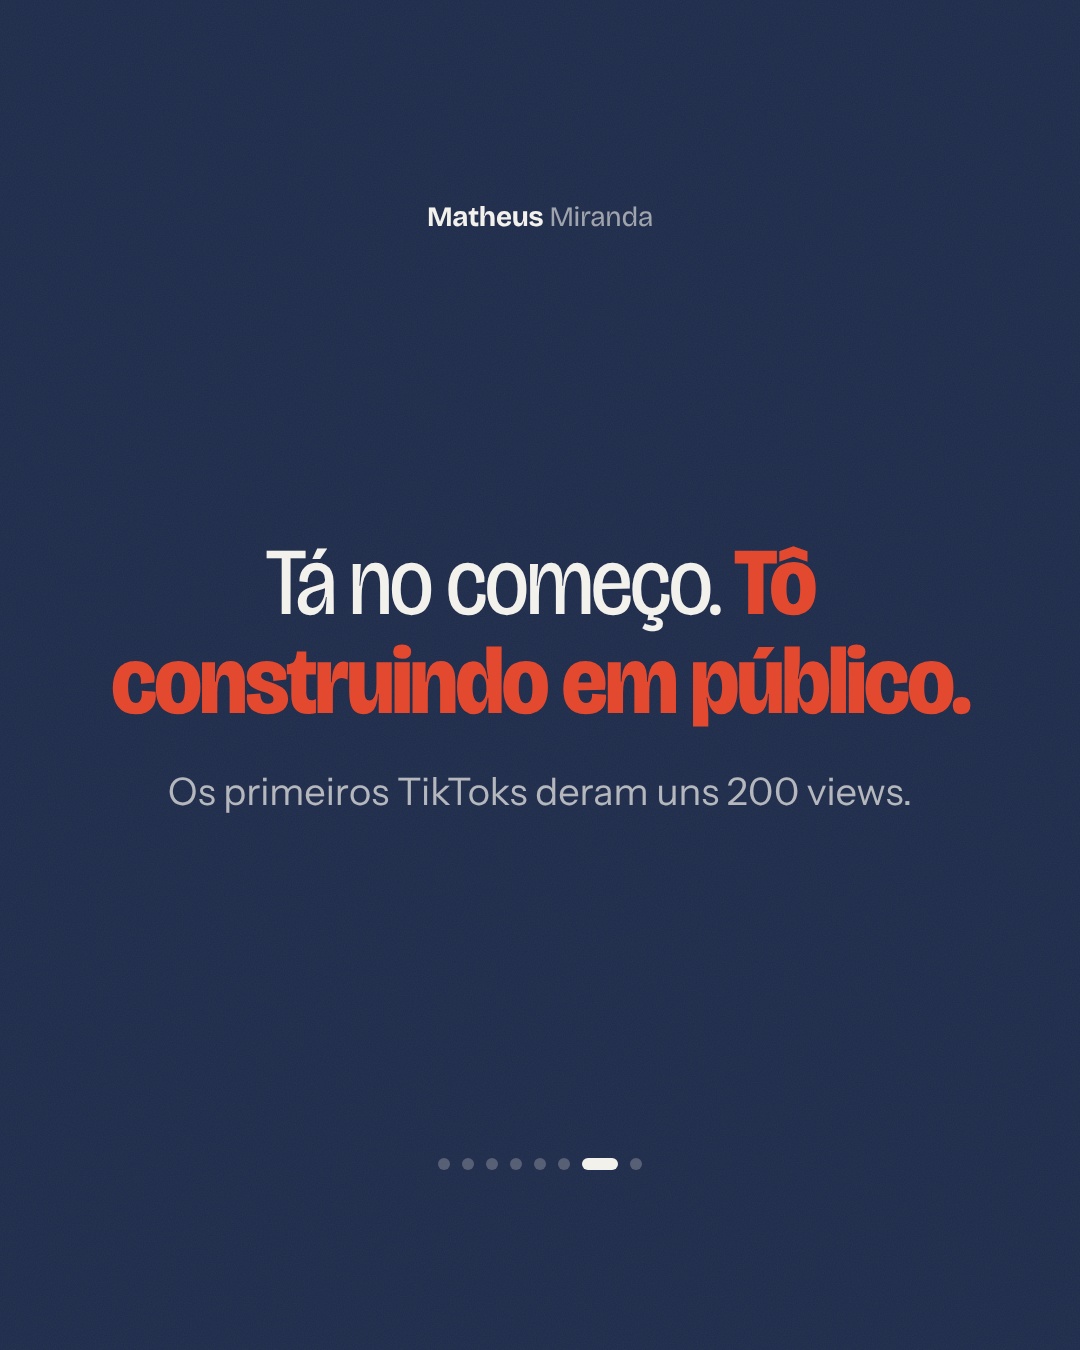 Matheus Miranda
Tá no começo. Tô
construindo em público.
Os primeiros TikToks deram uns 200 views.